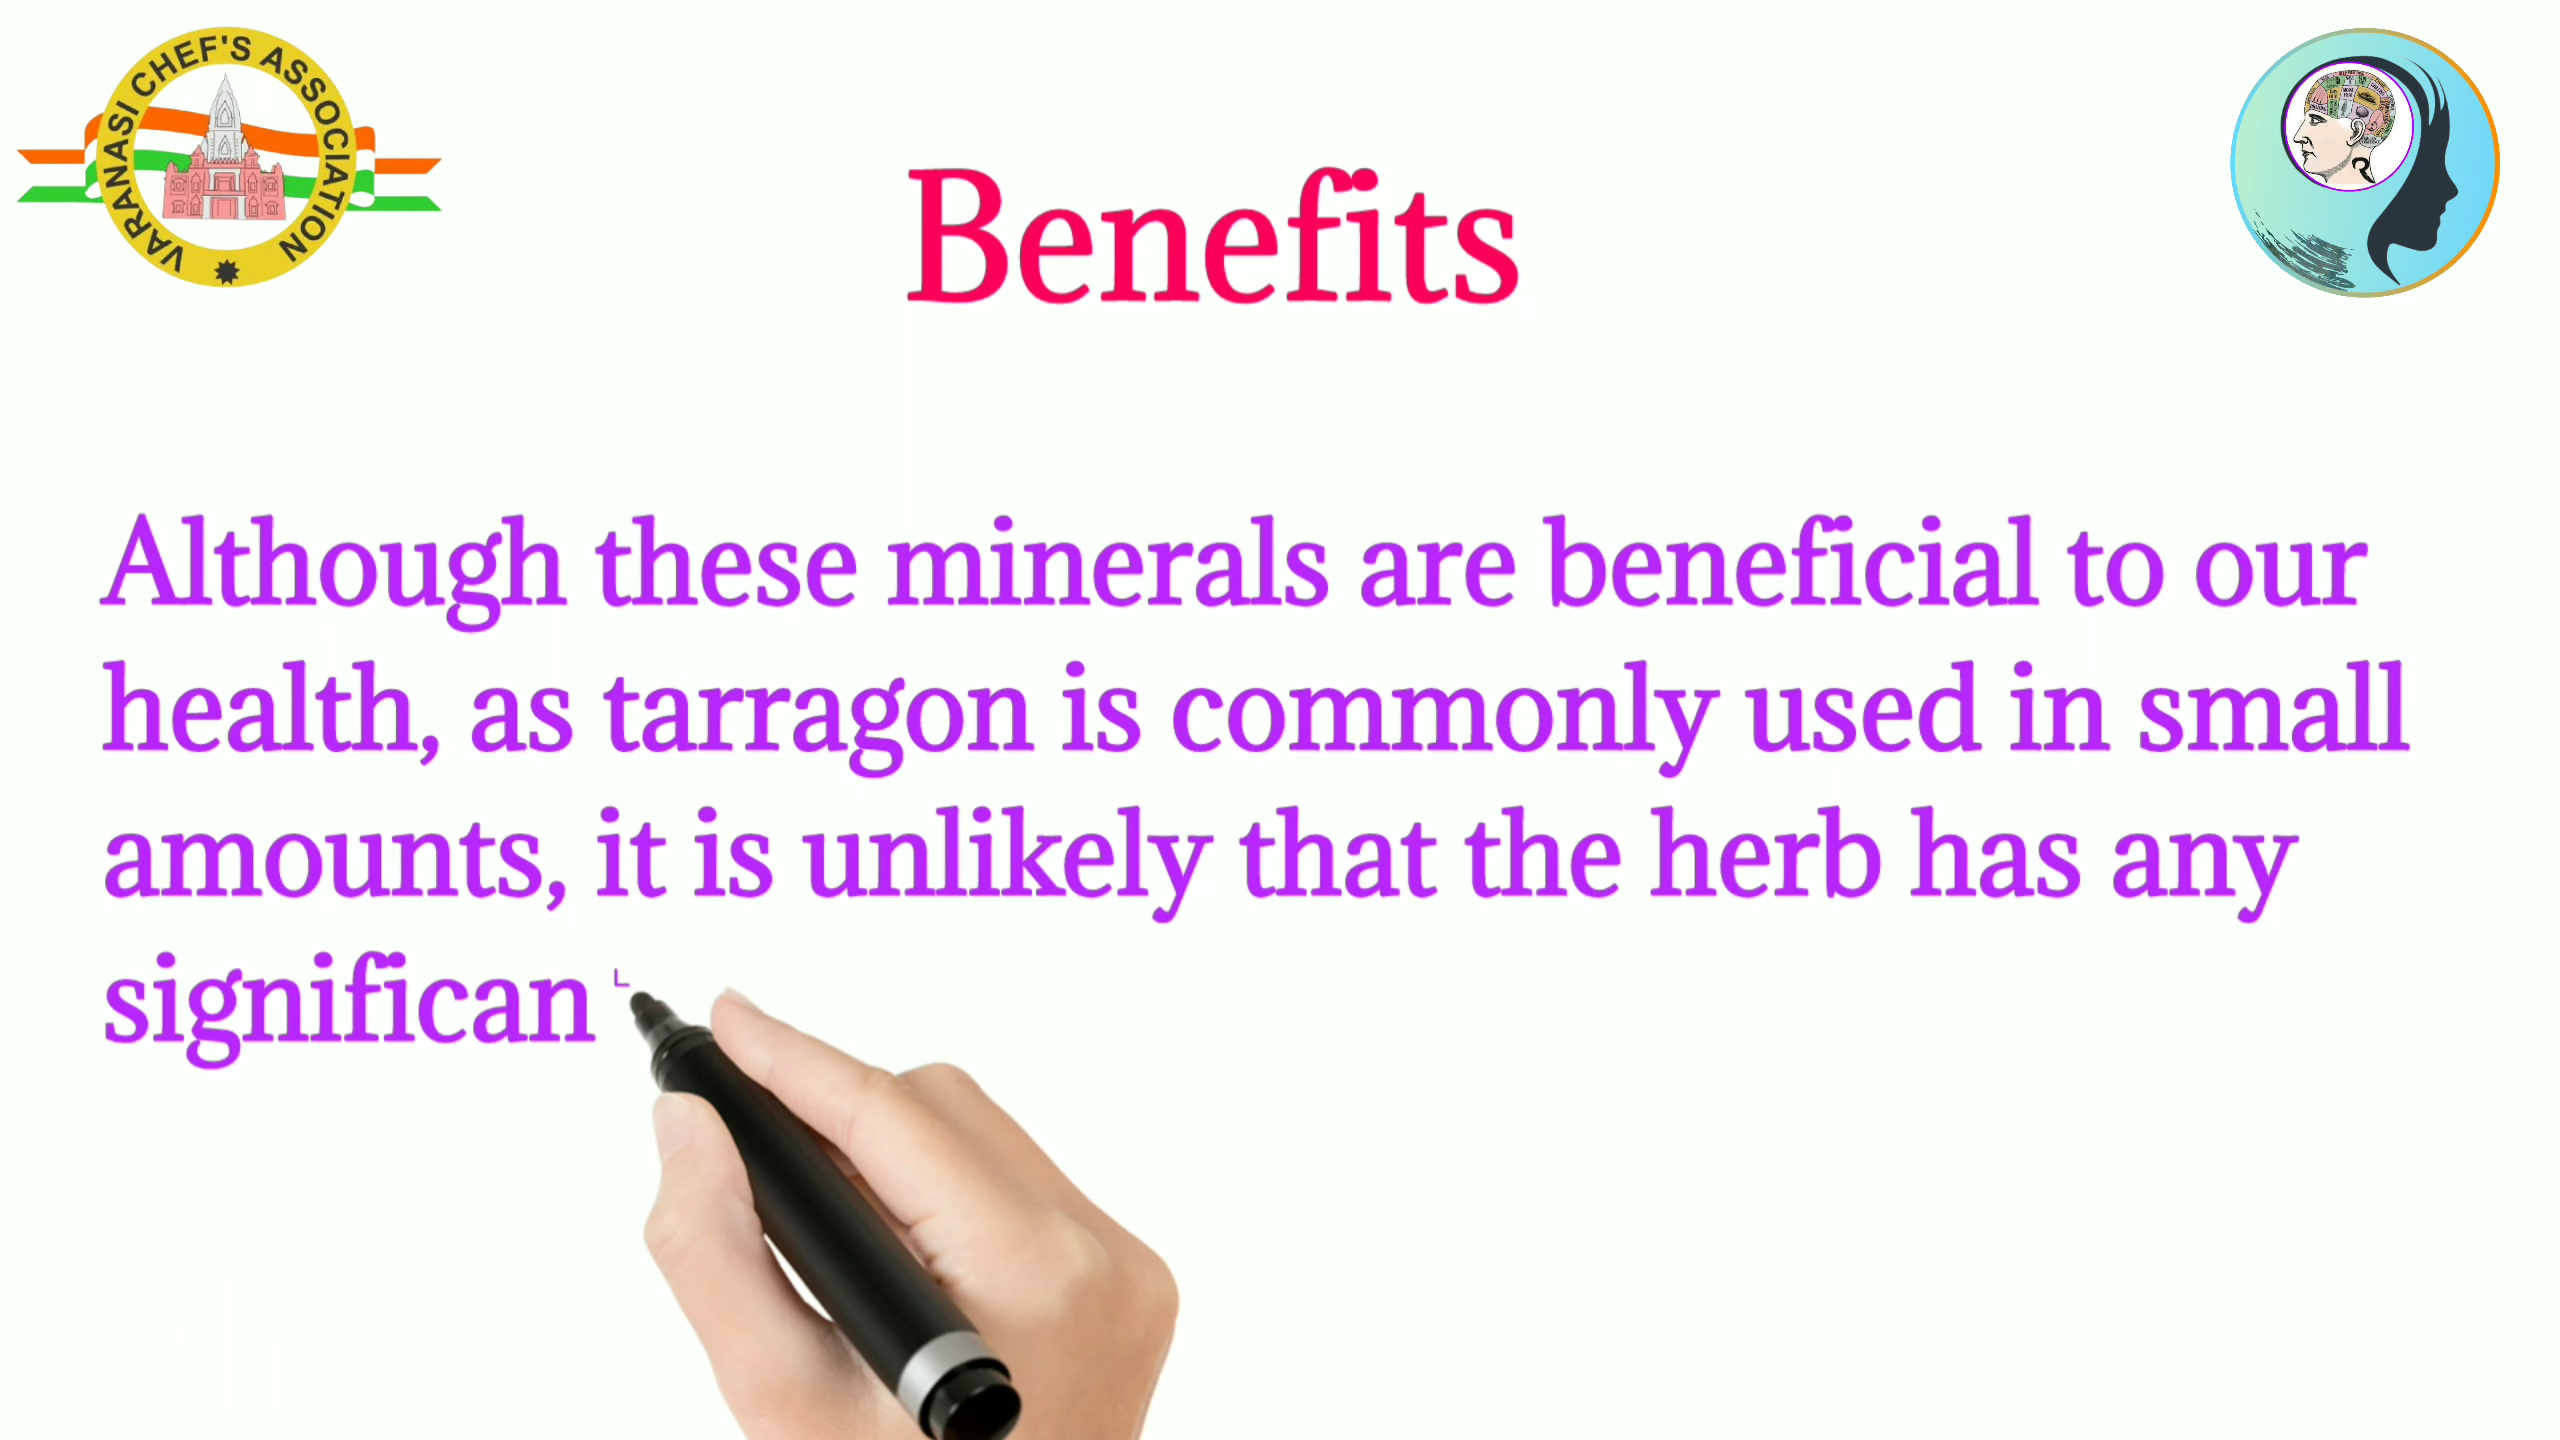 VARANASI CHEF'S ASSOCIATION
Benefits
Although these minerals are beneficial to our
health, as tarragon is commonly used in small
amounts, it is unlikely that the herb has any
significan